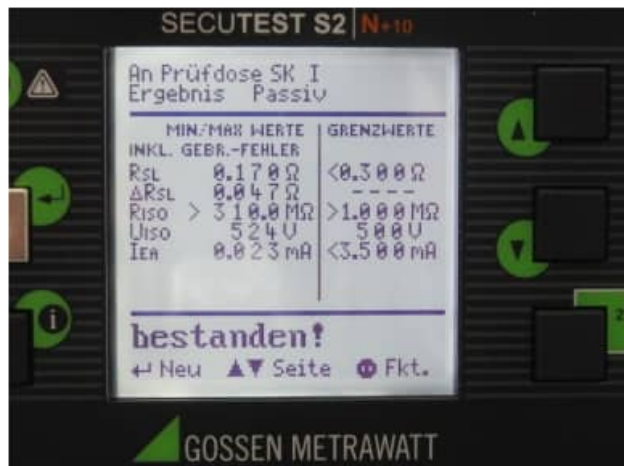 SECUTEST S2 N+10
An Prüfdose SK I
Ergebnis Passiv
MIN/MAX WERTE GRENZWERTE
INKL. GEBR.-FEHLER
RSL 0.170Ω <0.300Ω
ΔRSL 0.047Ω ----
RISO > 310.0MΩ >1.000MΩ
UISO 524V 500V
IEA 0.023mA <3.500mA
bestanden!
↵ Neu ▲▼ Seite Fkt.
GOSSEN METRAWATT